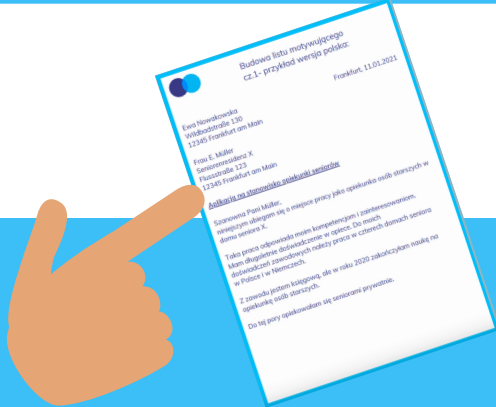 Budowa listu motywującego
cz.1- przykład wersja polska:
Frankfurt, 11.01.2021
Ewa Nowakowska
Wildbadstraße 130
12345 Frankfurt am Main
Frau E. Müller
Seniorenresidenz X
Flussstraße 123
12345 Frankfurt am Main
Aplikacja na stanowisko opiekunki seniorów
Szanowna Pani Müller,
niniejszym ubiegam się o miejsce pracy jako opiekunka osób starszych w
domu seniora X.
Taka praca odpowiada moim kompetencjom i zainteresowaniom.
Mam długoletnie doświadczenie w opiece. Do moich
doświadczeń zawodowych należy praca w czterech domach seniora
w Polsce i w Niemczech.
Z zawodu jestem księgową, ale w roku 2020 zakończyłam naukę na
opiekunkę osób starszych.
Do tej pory opiekowałam się seniorami prywatnie.